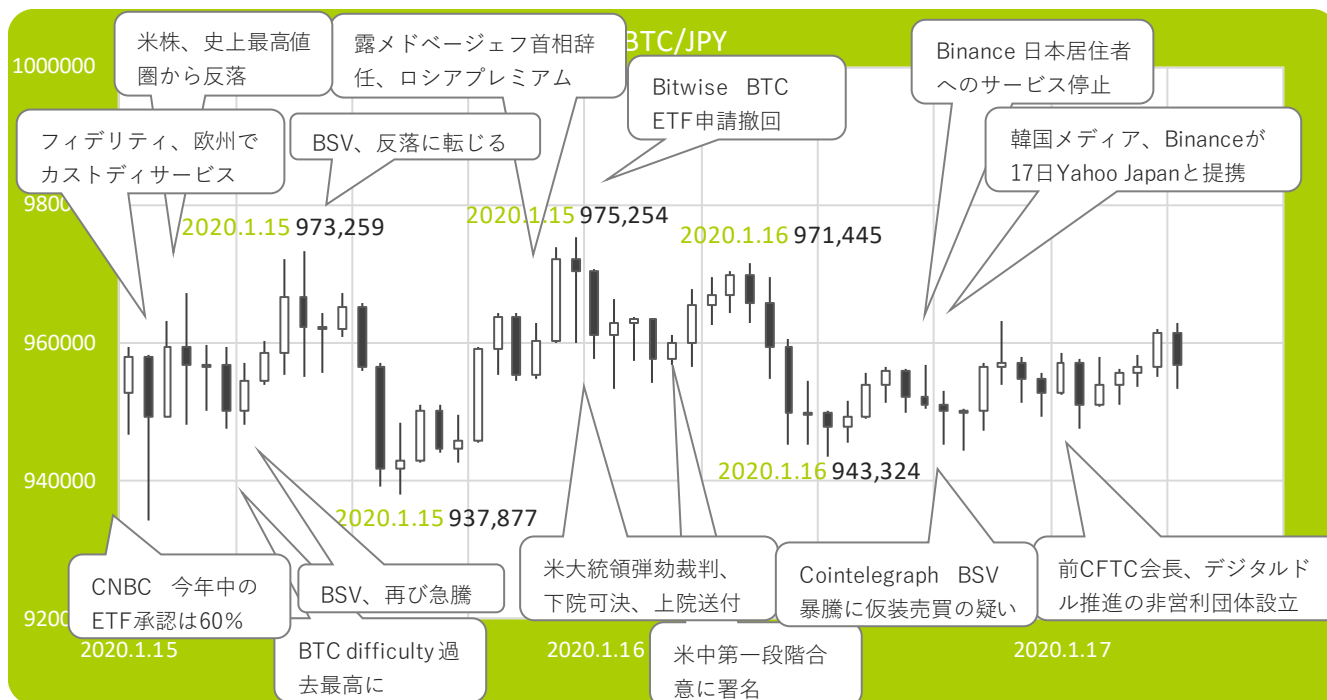 BTC/JPY
1000000
980000
960000
940000
920000
2020.1.15
2020.1.16
2020.1.17
米株、史上最高値
圏から反落
露メドベージェフ首相辞
任、ロシアプレミアム
Binance 日本居住者
へのサービス停止
Bitwise BTC
ETF申請撤回
フィデリティ、欧州で
カストディサービス
BSV、反落に転じる
韓国メディア、Binanceが
17日Yahoo Japanと提携
2020.1.15 973,259
2020.1.15 975,254
2020.1.16 971,445
2020.1.16 943,324
2020.1.15 937,877
CNBC 今年中の
ETF承認は60%
BSV、再び急騰
BTC difficulty 過
去最高に
米大統領弾劾裁判、
下院可決、上院送付
米中第一段階合
意に署名
Cointelegraph BSV
暴騰に仮装売買の疑い
前CFTC会長、デジタルド
ル推進の非営利団体設立